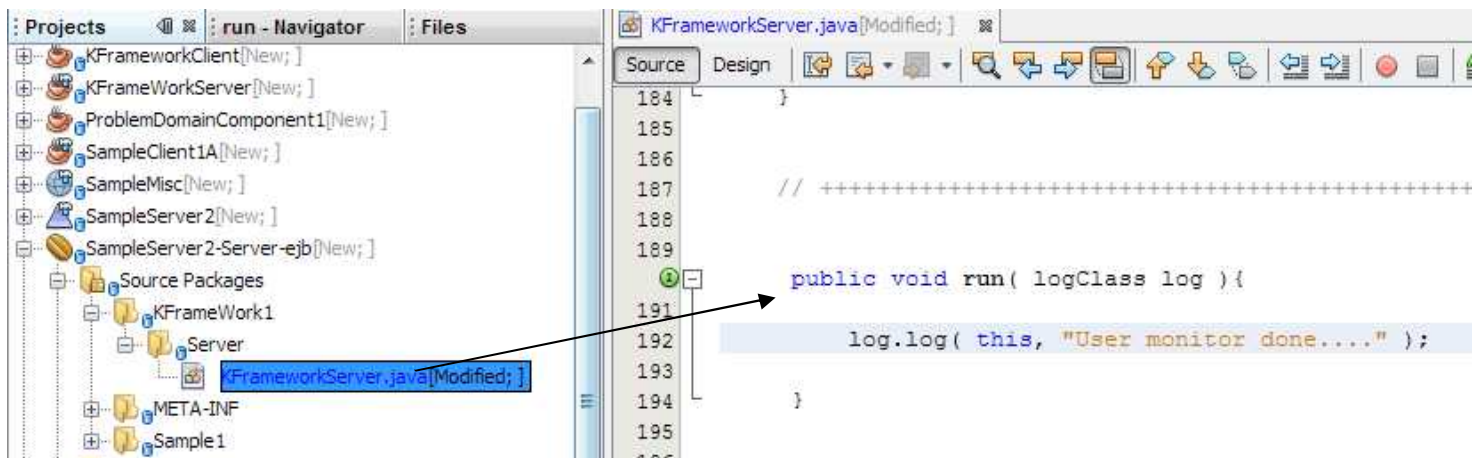 Projects
run - Navigator
Files
KFrameworkClient[New; ]
KFrameWorkServer[New; ]
ProblemDomainComponent1[New; ]
SampleClient1A[New; ]
SampleMisc[New; ]
SampleServer2[New; ]
SampleServer2-Server-ejb[New; ]
Source Packages
KFrameWork1
Server
KFrameworkServer.java[Modified; ]
META-INF
Sample1
KFrameworkServer.java[Modified; ]
Source Design
184 }
185
186
187 // +++++++++++++++++++++++++++++++++++++++++++++
188
189
public void run( logClass log ){
191
192 log.log( this, "User monitor done...." );
193
194 }
195